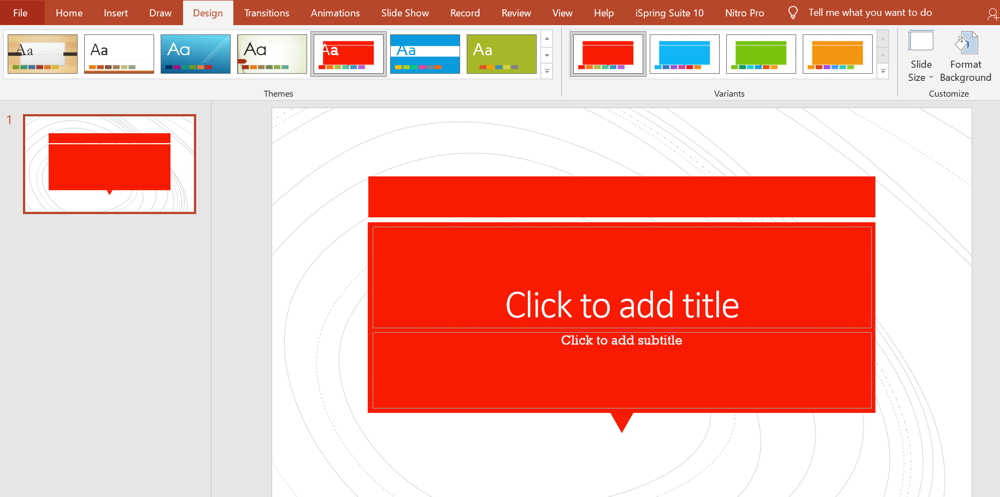 File Home Insert Draw Design Transitions Animations Slide Show Record Review View Help iSpring Suite 10 Nitro Pro Tell me what you want to do
Aa Aa Aa Aa Aa Aa Aa
Slide Size
Format Background
Themes Variants Customize
1
Click to add title
Click to add subtitle